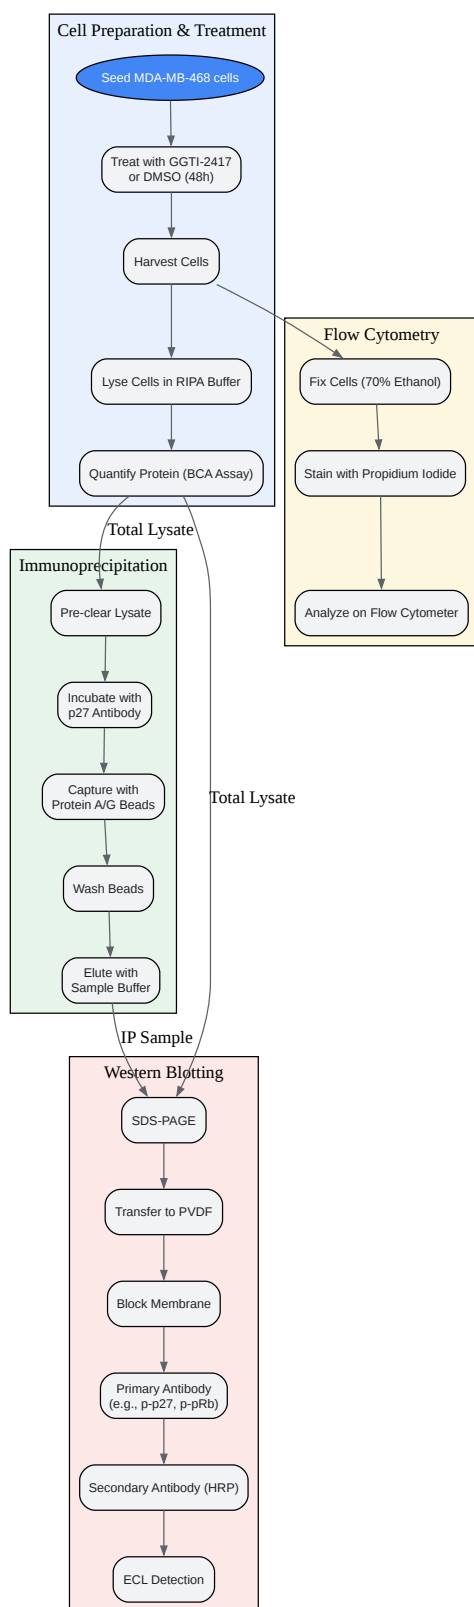 Cell Preparation & Treatment
Seed MDA-MB-468 cells
Treat with GGTI-2417
or DMSO (48h)
Harvest Cells
Lyse Cells in RIPA Buffer
Quantify Protein (BCA Assay)
Flow Cytometry
Fix Cells (70% Ethanol)
Stain with Propidium Iodide
Analyze on Flow Cytometer
Total Lysate
Immunoprecipitation
Pre-clear Lysate
Incubate with
p27 Antibody
Capture with
Protein A/G Beads
Wash Beads
Elute with
Sample Buffer
Total Lysate
IP Sample
Western Blotting
SDS-PAGE
Transfer to PVDF
Block Membrane
Primary Antibody
(e.g., p-p27, p-pRb)
Secondary Antibody (HRP)
ECL Detection